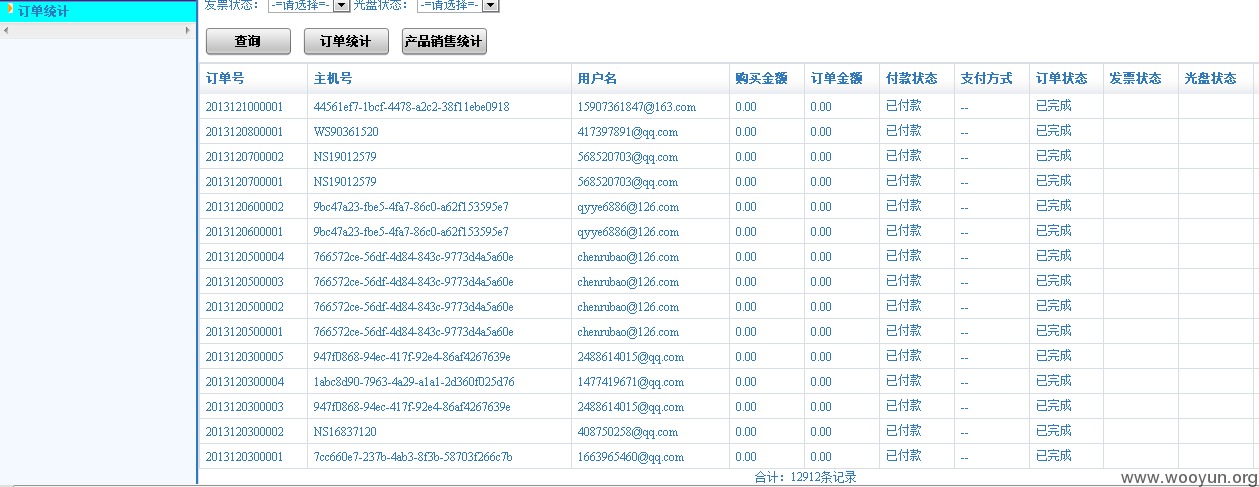 订单统计
发票状态： -=请选择=- 光盘状态： -=请选择=-
查询 订单统计 产品销售统计
订单号 主机号 用户名 购买金额 订单金额 付款状态 支付方式 订单状态 发票状态 光盘状态
2013121000001 44561ef7-1bcf-4478-a2c2-38f11ebe0918 15907361847@163.com 0.00 0.00 已付款 -- 已完成
2013120800001 WS90361520 417397891@qq.com 0.00 0.00 已付款 -- 已完成
2013120700002 NS19012579 568520703@qq.com 0.00 0.00 已付款 -- 已完成
2013120700001 NS19012579 568520703@qq.com 0.00 0.00 已付款 -- 已完成
2013120600002 9bc47a23-fbe5-4fa7-86c0-a62f153595e7 qyye6886@126.com 0.00 0.00 已付款 -- 已完成
2013120600001 9bc47a23-fbe5-4fa7-86c0-a62f153595e7 qyye6886@126.com 0.00 0.00 已付款 -- 已完成
2013120500004 766572ce-56df-4d84-843c-9773d4a5a60e chenrubao@126.com 0.00 0.00 已付款 -- 已完成
2013120500003 766572ce-56df-4d84-843c-9773d4a5a60e chenrubao@126.com 0.00 0.00 已付款 -- 已完成
2013120500002 766572ce-56df-4d84-843c-9773d4a5a60e chenrubao@126.com 0.00 0.00 已付款 -- 已完成
2013120500001 766572ce-56df-4d84-843c-9773d4a5a60e chenrubao@126.com 0.00 0.00 已付款 -- 已完成
2013120300005 947f0868-94ec-417f-92e4-86af4267639e 2488614015@qq.com 0.00 0.00 已付款 -- 已完成
2013120300004 1abc8d90-7963-4a29-a1a1-2d360f025d76 1477419671@qq.com 0.00 0.00 已付款 -- 已完成
2013120300003 947f0868-94ec-417f-92e4-86af4267639e 2488614015@qq.com 0.00 0.00 已付款 -- 已完成
2013120300002 NS16837120 408750258@qq.com 0.00 0.00 已付款 -- 已完成
2013120300001 7cc660e7-237b-4ab3-8f3b-58703f266c7b 1663965460@qq.com 0.00 0.00 已付款 -- 已完成
合计：12912条记录
www.wooyun.org